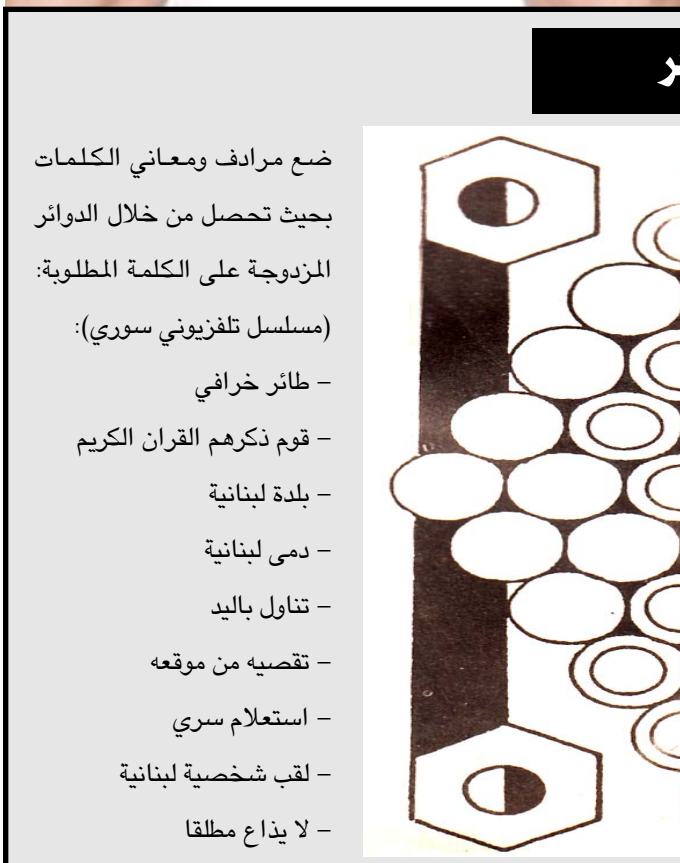 ضع مرادف ومعاني الكلمات
بحيث تحصل من خلال الدوائر
المزدوجة على الكلمة المطلوبة:
(مسلسل تلفزيوني سوري):
– طائر خرافي
– قوم ذكرهم القران الكريم
– بلدة لبنانية
– دمى لبنانية
– تناول باليد
– تقصيه من موقعه
– استعلام سري
– لقب شخصية لبنانية
– لا يذاع مطلقا